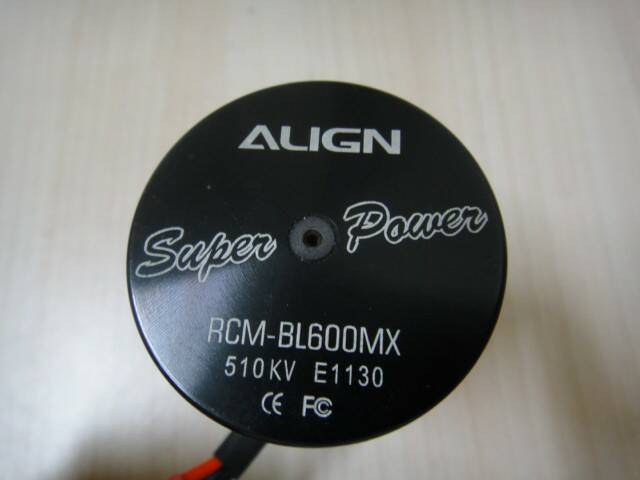 ALIGN
Super Power
RCM-BL600MX
510KV E1130
CE FC